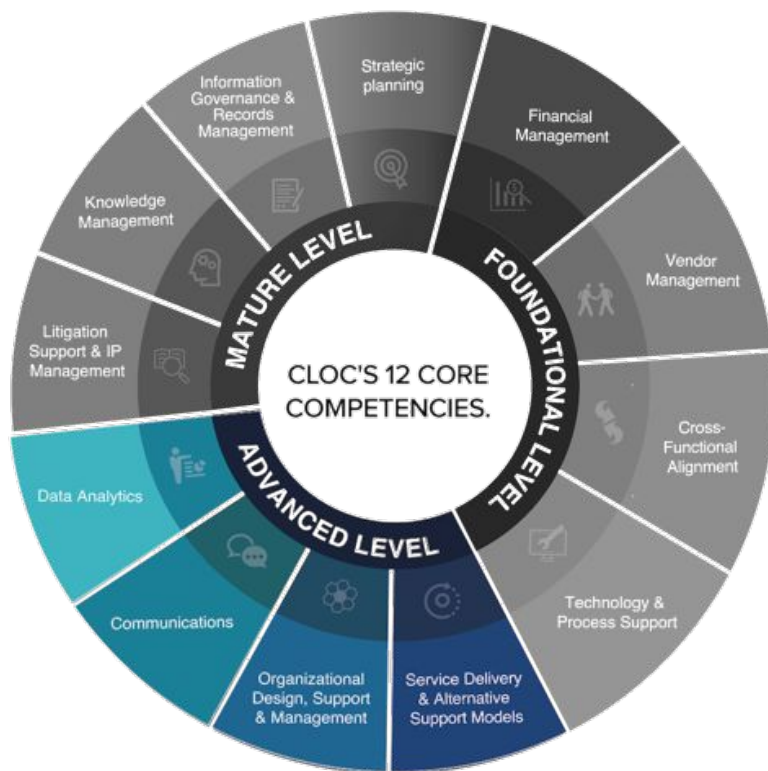 CLOC'S 12 CORE
COMPETENCIES.
FOUNDATIONAL LEVEL
Financial
Management
Vendor
Management
Cross-
Functional
Alignment
Technology &
Process Support
ADVANCED LEVEL
Service Delivery
& Alternative
Support Models
Organizational
Design, Support
& Management
Communications
Data Analytics
MATURE LEVEL
Litigation
Support & IP
Management
Knowledge
Management
Information
Governance &
Records
Management
Strategic
planning